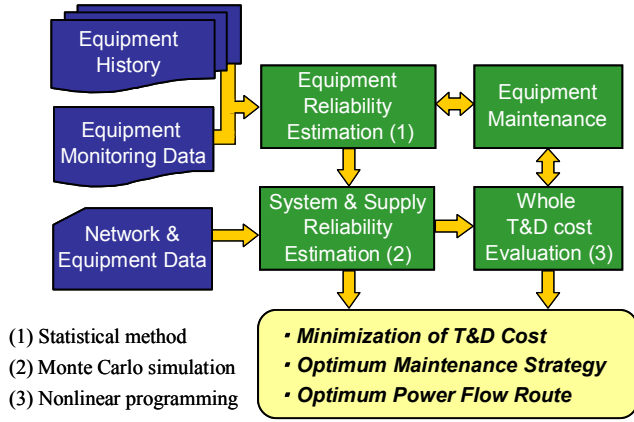 Equipment
History
Equipment
Monitoring Data
Network &
Equipment Data
Equipment
Reliability
Estimation (1)
Equipment
Maintenance
System & Supply
Reliability
Estimation (2)
Whole
T&D cost
Evaluation (3)
(1) Statistical method
(2) Monte Carlo simulation
(3) Nonlinear programming
・Minimization of T&D Cost
・Optimum Maintenance Strategy
・Optimum Power Flow Route